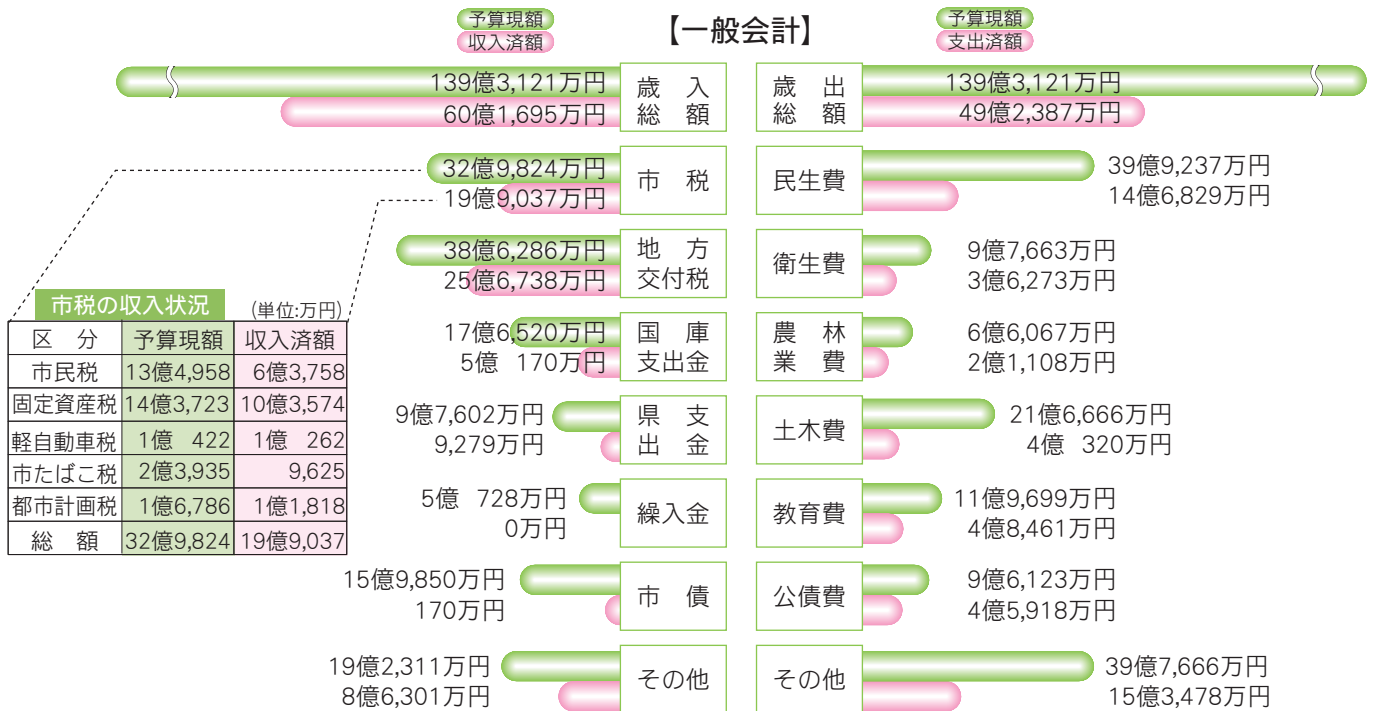 【一般会計】
予算現額
収入済額
139億3,121万円
60億1,695万円
歳入
総額
32億9,824万円
19億9,037万円
市税
38億6,286万円
25億6,738万円
地方
交付税
17億6,520万円
5億 170万円
国庫
支出金
9億7,602万円
9,279万円
県支
出金
5億 728万円
0万円
繰入金
15億9,850万円
170万円
市債
19億2,311万円
8億6,301万円
その他
予算現額
支出済額
歳出
総額
139億3,121万円
49億2,387万円
民生費
39億9,237万円
14億6,829万円
衛生費
9億7,663万円
3億6,273万円
農林
業費
6億6,067万円
2億1,108万円
土木費
21億6,666万円
4億 320万円
教育費
11億9,699万円
4億8,461万円
公債費
9億6,123万円
4億5,918万円
その他
39億7,666万円
15億3,478万円
市税の収入状況 (単位:万円)
区分 予算現額 収入済額
市民税 13億4,958 6億3,758
固定資産税 14億3,723 10億3,574
軽自動車税 1億 422 1億 262
市たばこ税 2億3,935 9,625
都市計画税 1億6,786 1億1,818
総額 32億9,824 19億9,037